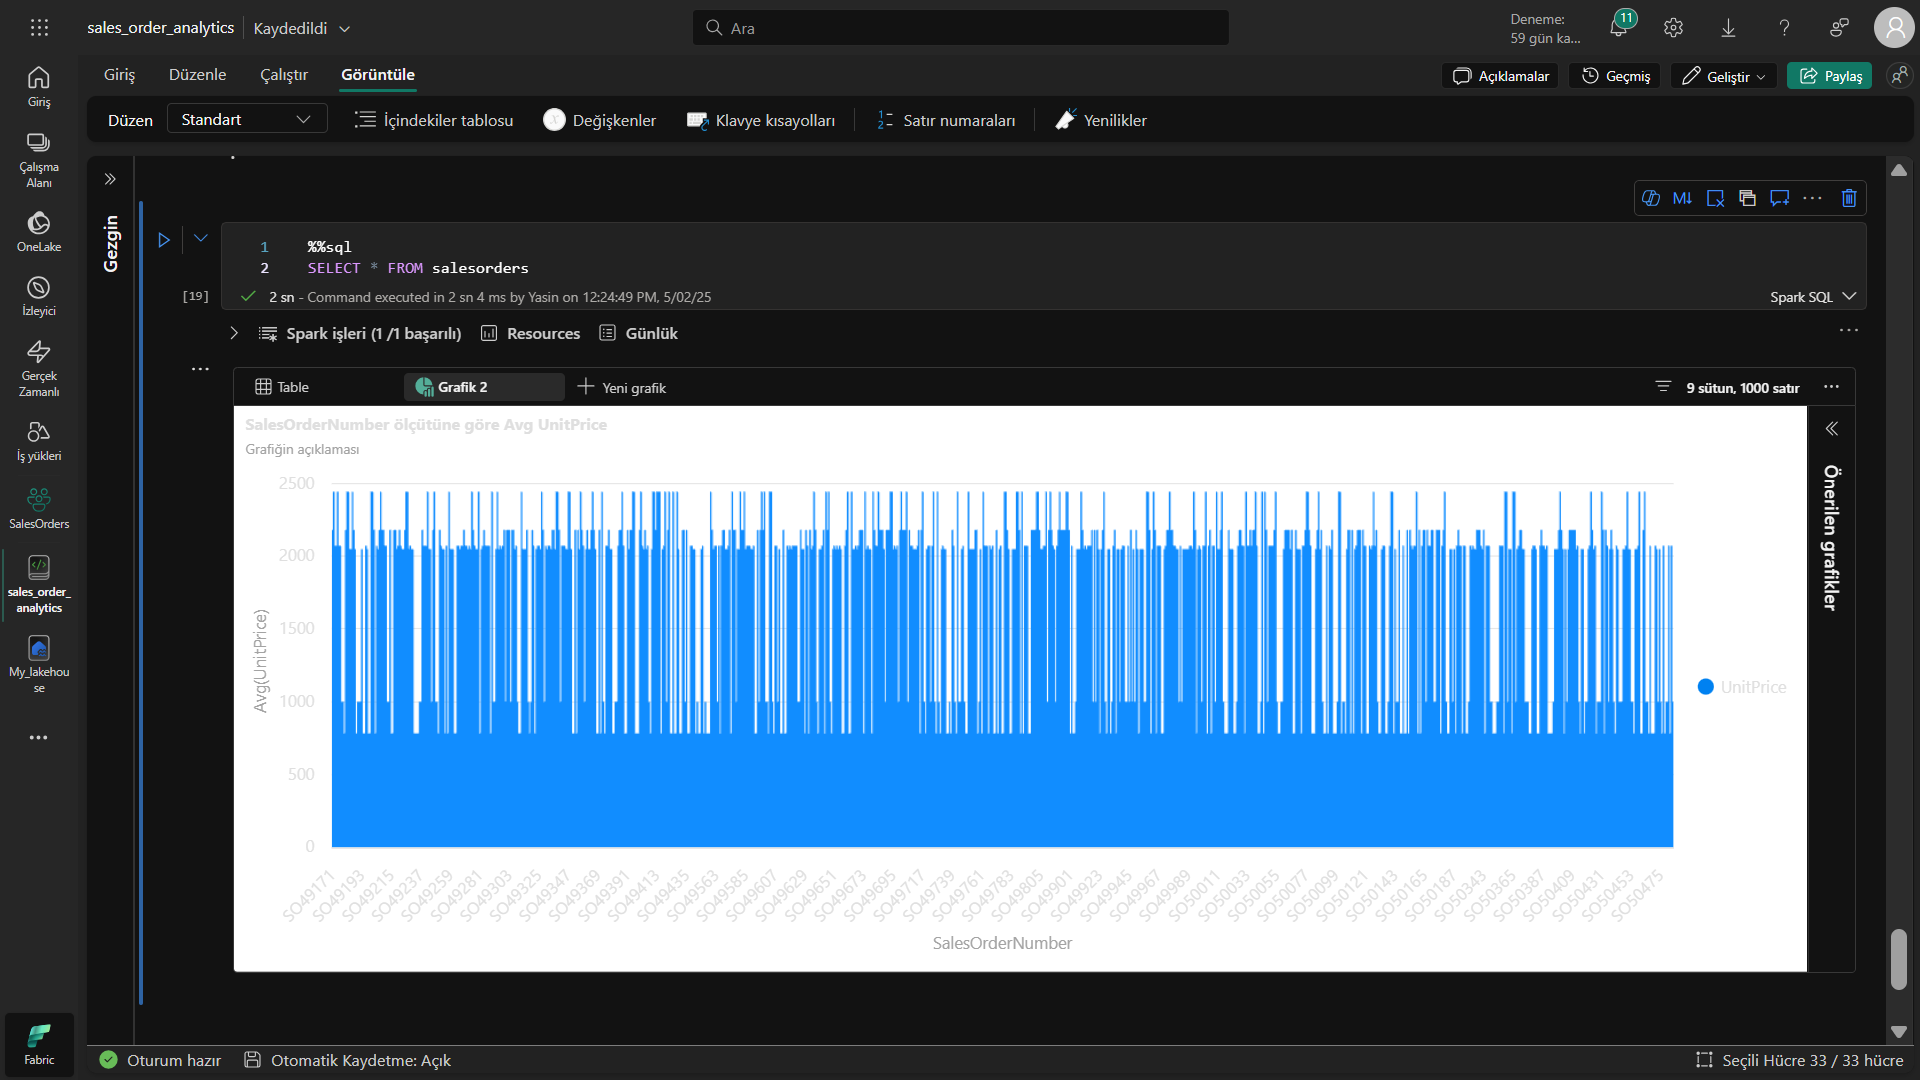 sales_order_analytics
Kaydedildi
Ara
Deneme:
59 gün ka...
11
Giriş
Düzenle
Çalıştır
Görüntüle
Açıklamalar
Geçmiş
Geliştir
Paylaş
Düzen
Standart
İçindekiler tablosu
Değişkenler
Klavye kısayolları
Satır numaraları
Yenilikler
Giriş
Çalışma
Alanı
OneLake
İzleyici
Gerçek
Zamanlı
İş yükleri
SalesOrders
sales_order_
analytics
My_lakehou
se
Fabric
Gezgin
M↓
1 %%sql
2 SELECT * FROM salesorders
[19]
2 sn - Command executed in 2 sn 4 ms by Yasin on 12:24:49 PM, 5/02/25
Spark SQL
Spark işleri (1 /1 başarılı)
Resources
Günlük
Table
Grafik 2
Yeni grafik
9 sütun, 1000 satır
SalesOrderNumber ölçütüne göre Avg UnitPrice
Grafiğin açıklaması
2500
2000
1500
1000
500
0
Avg(UnitPrice)
UnitPrice
Önerilen grafikler
SO49171
SO49193
SO49215
SO49237
SO49259
SO49281
SO49303
SO49325
SO49347
SO49369
SO49391
SO49413
SO49435
SO49563
SO49585
SO49607
SO49629
SO49651
SO49673
SO49695
SO49717
SO49739
SO49761
SO49783
SO49805
SO49901
SO49923
SO49945
SO49967
SO49989
SO50011
SO50033
SO50055
SO50077
SO50099
SO50121
SO50143
SO50165
SO50187
SO50343
SO50365
SO50387
SO50409
SO50431
SO50453
SO50475
SalesOrderNumber
Oturum hazır
Otomatik Kaydetme: Açık
Seçili Hücre 33 / 33 hücre